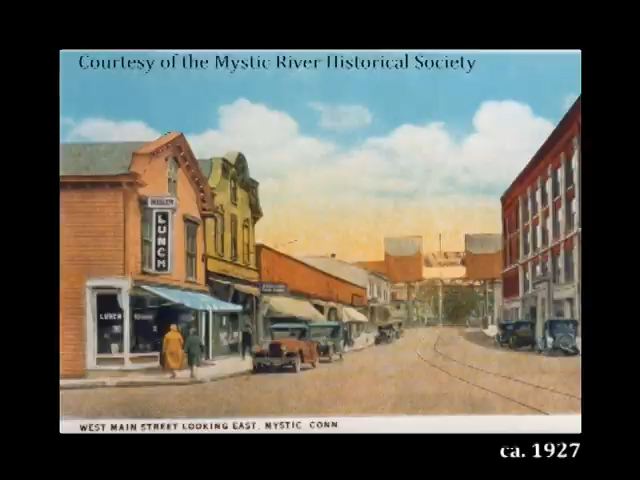 Courtesy of the Mystic River Historical Society
LUNCH
LUNCH
WEST MAIN STREET LOOKING EAST, MYSTIC, CONN
ca. 1927